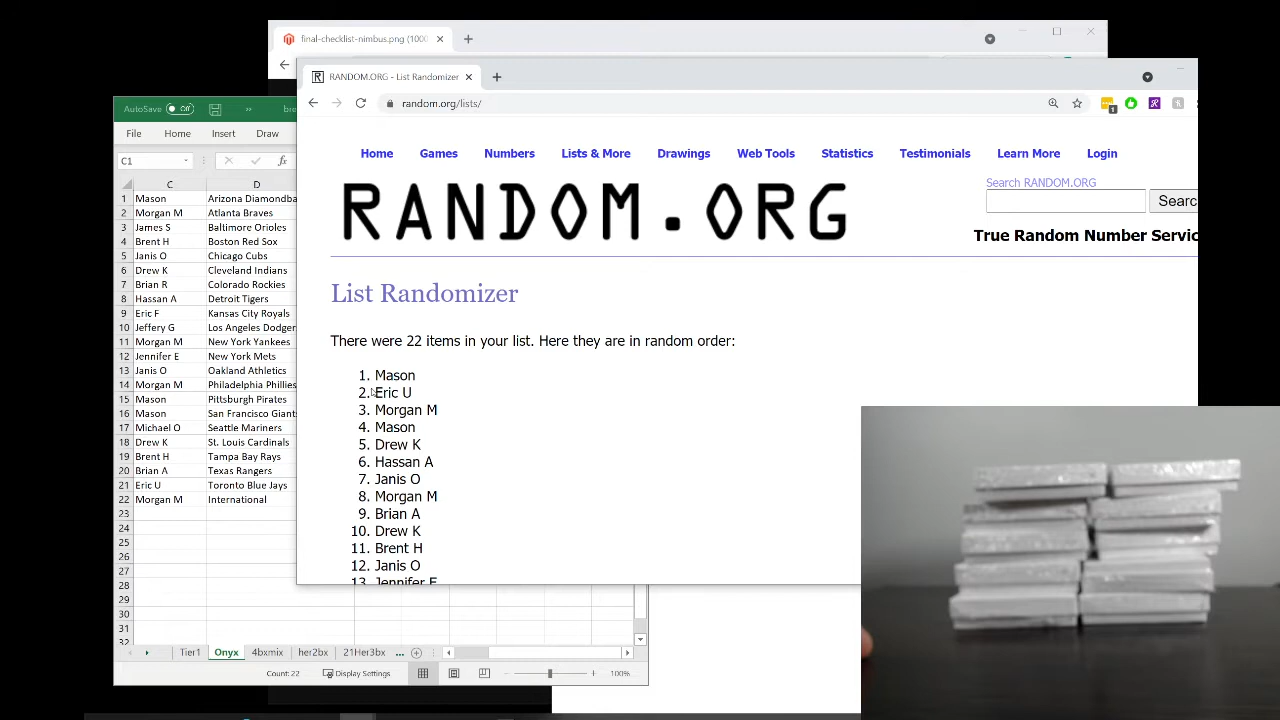 final-checklist-nimbus.png (1000
RANDOM.ORG - List Randomizer
random.org/lists/
AutoSave Off
File Home Insert Draw
C1
Home Games Numbers Lists & More Drawings Web Tools Statistics Testimonials Learn More Login
Search RANDOM.ORG
RANDOM.ORG
Searc
True Random Number Servic
List Randomizer
There were 22 items in your list. Here they are in random order:
1. Mason
2. Eric U
3. Morgan M
4. Mason
5. Drew K
6. Hassan A
7. Janis O
8. Morgan M
9. Brian A
10. Drew K
11. Brent H
12. Janis O
13. Jennifer E
C D
1 Mason Arizona Diamondba
2 Morgan M Atlanta Braves
3 James S Baltimore Orioles
4 Brent H Boston Red Sox
5 Janis O Chicago Cubs
6 Drew K Cleveland Indians
7 Brian R Colorado Rockies
8 Hassan A Detroit Tigers
9 Eric F Kansas City Royals
10 Jeffery G Los Angeles Dodger
11 Morgan M New York Yankees
12 Jennifer E New York Mets
13 Janis O Oakland Athletics
14 Morgan M Philadelphia Phillies
15 Mason Pittsburgh Pirates
16 Mason San Francisco Giant
17 Michael O Seattle Mariners
18 Drew K St. Louis Cardinals
19 Brent H Tampa Bay Rays
20 Brian A Texas Rangers
21 Eric U Toronto Blue Jays
22 Morgan M International
23
24
25
26
27
28
29
30
31
32
Tier1 Onyx 4bxmix her2bx 21Her3bx ...
Count: 22 Display Settings 100%